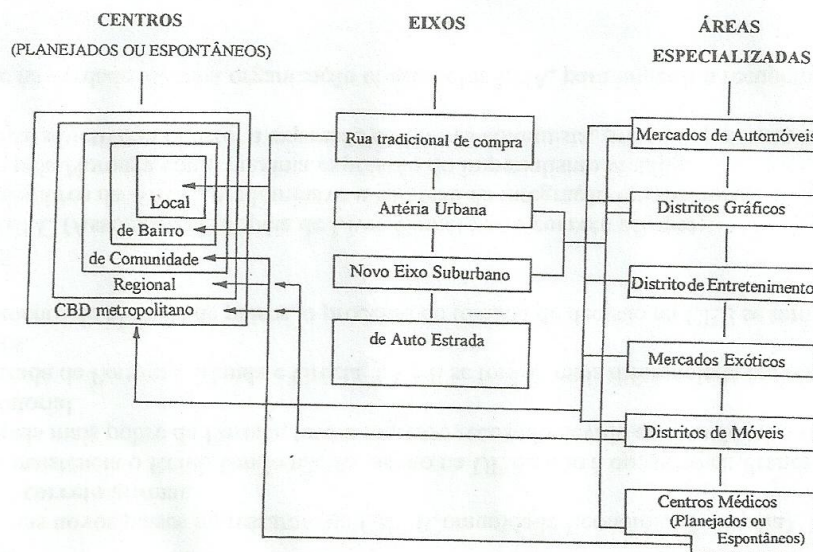 CENTROS
(PLANEJADOS OU ESPONTÂNEOS)
Local
de Bairro
de Comunidade
Regional
CBD metropolitano
EIXOS
Rua tradicional de compra
Artéria Urbana
Novo Eixo Suburbano
de Auto Estrada
ÁREAS
ESPECIALIZADAS
Mercados de Automóveis
Distritos Gráficos
Distrito de Entretenimento
Mercados Exóticos
Distritos de Móveis
Centros Médicos
(Planejados ou
Espontâneos)